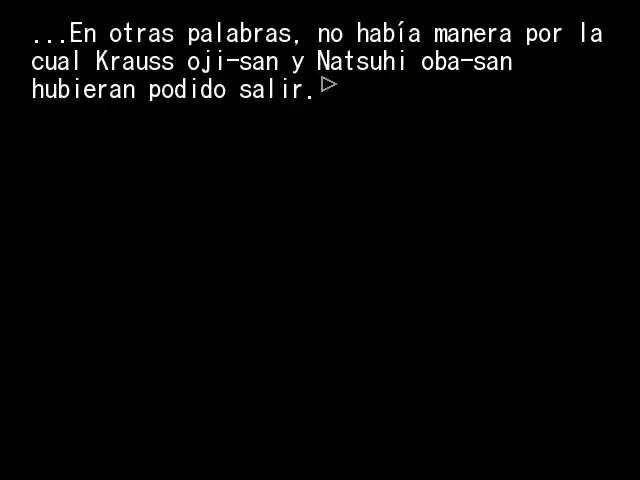 ...En otras palabras, no había manera por la
cual Krauss oji-san y Natsuhi oba-san
hubieran podido salir.